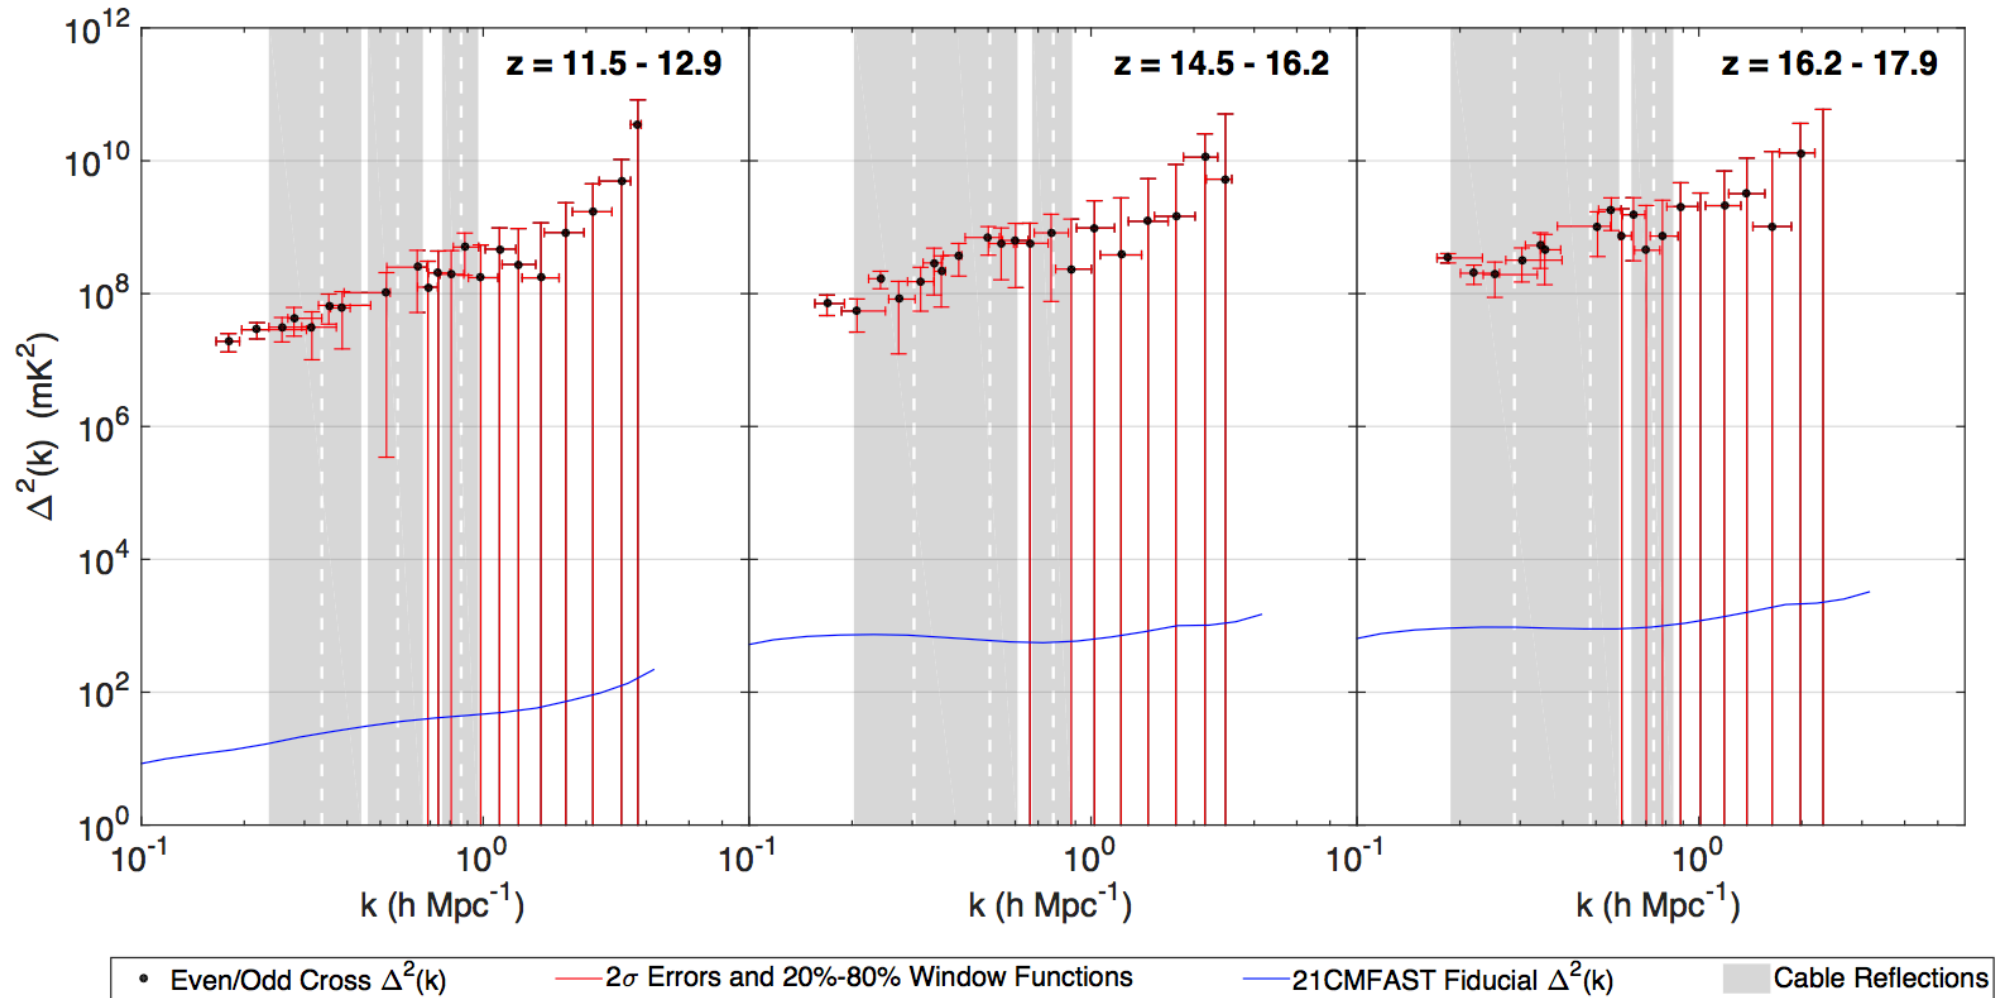 z = 11.5 - 12.9
z = 14.5 - 16.2
z = 16.2 - 17.9
10^12
10^10
10^8
10^6
10^4
10^2
10^0
Δ^2(k) (mK^2)
10^-1 10^0 10^-1 10^0 10^-1 10^0
k (h Mpc^-1) k (h Mpc^-1) k (h Mpc^-1)
Even/Odd Cross Δ^2(k) 2σ Errors and 20%-80% Window Functions 21CMFAST Fiducial Δ^2(k) Cable Reflections